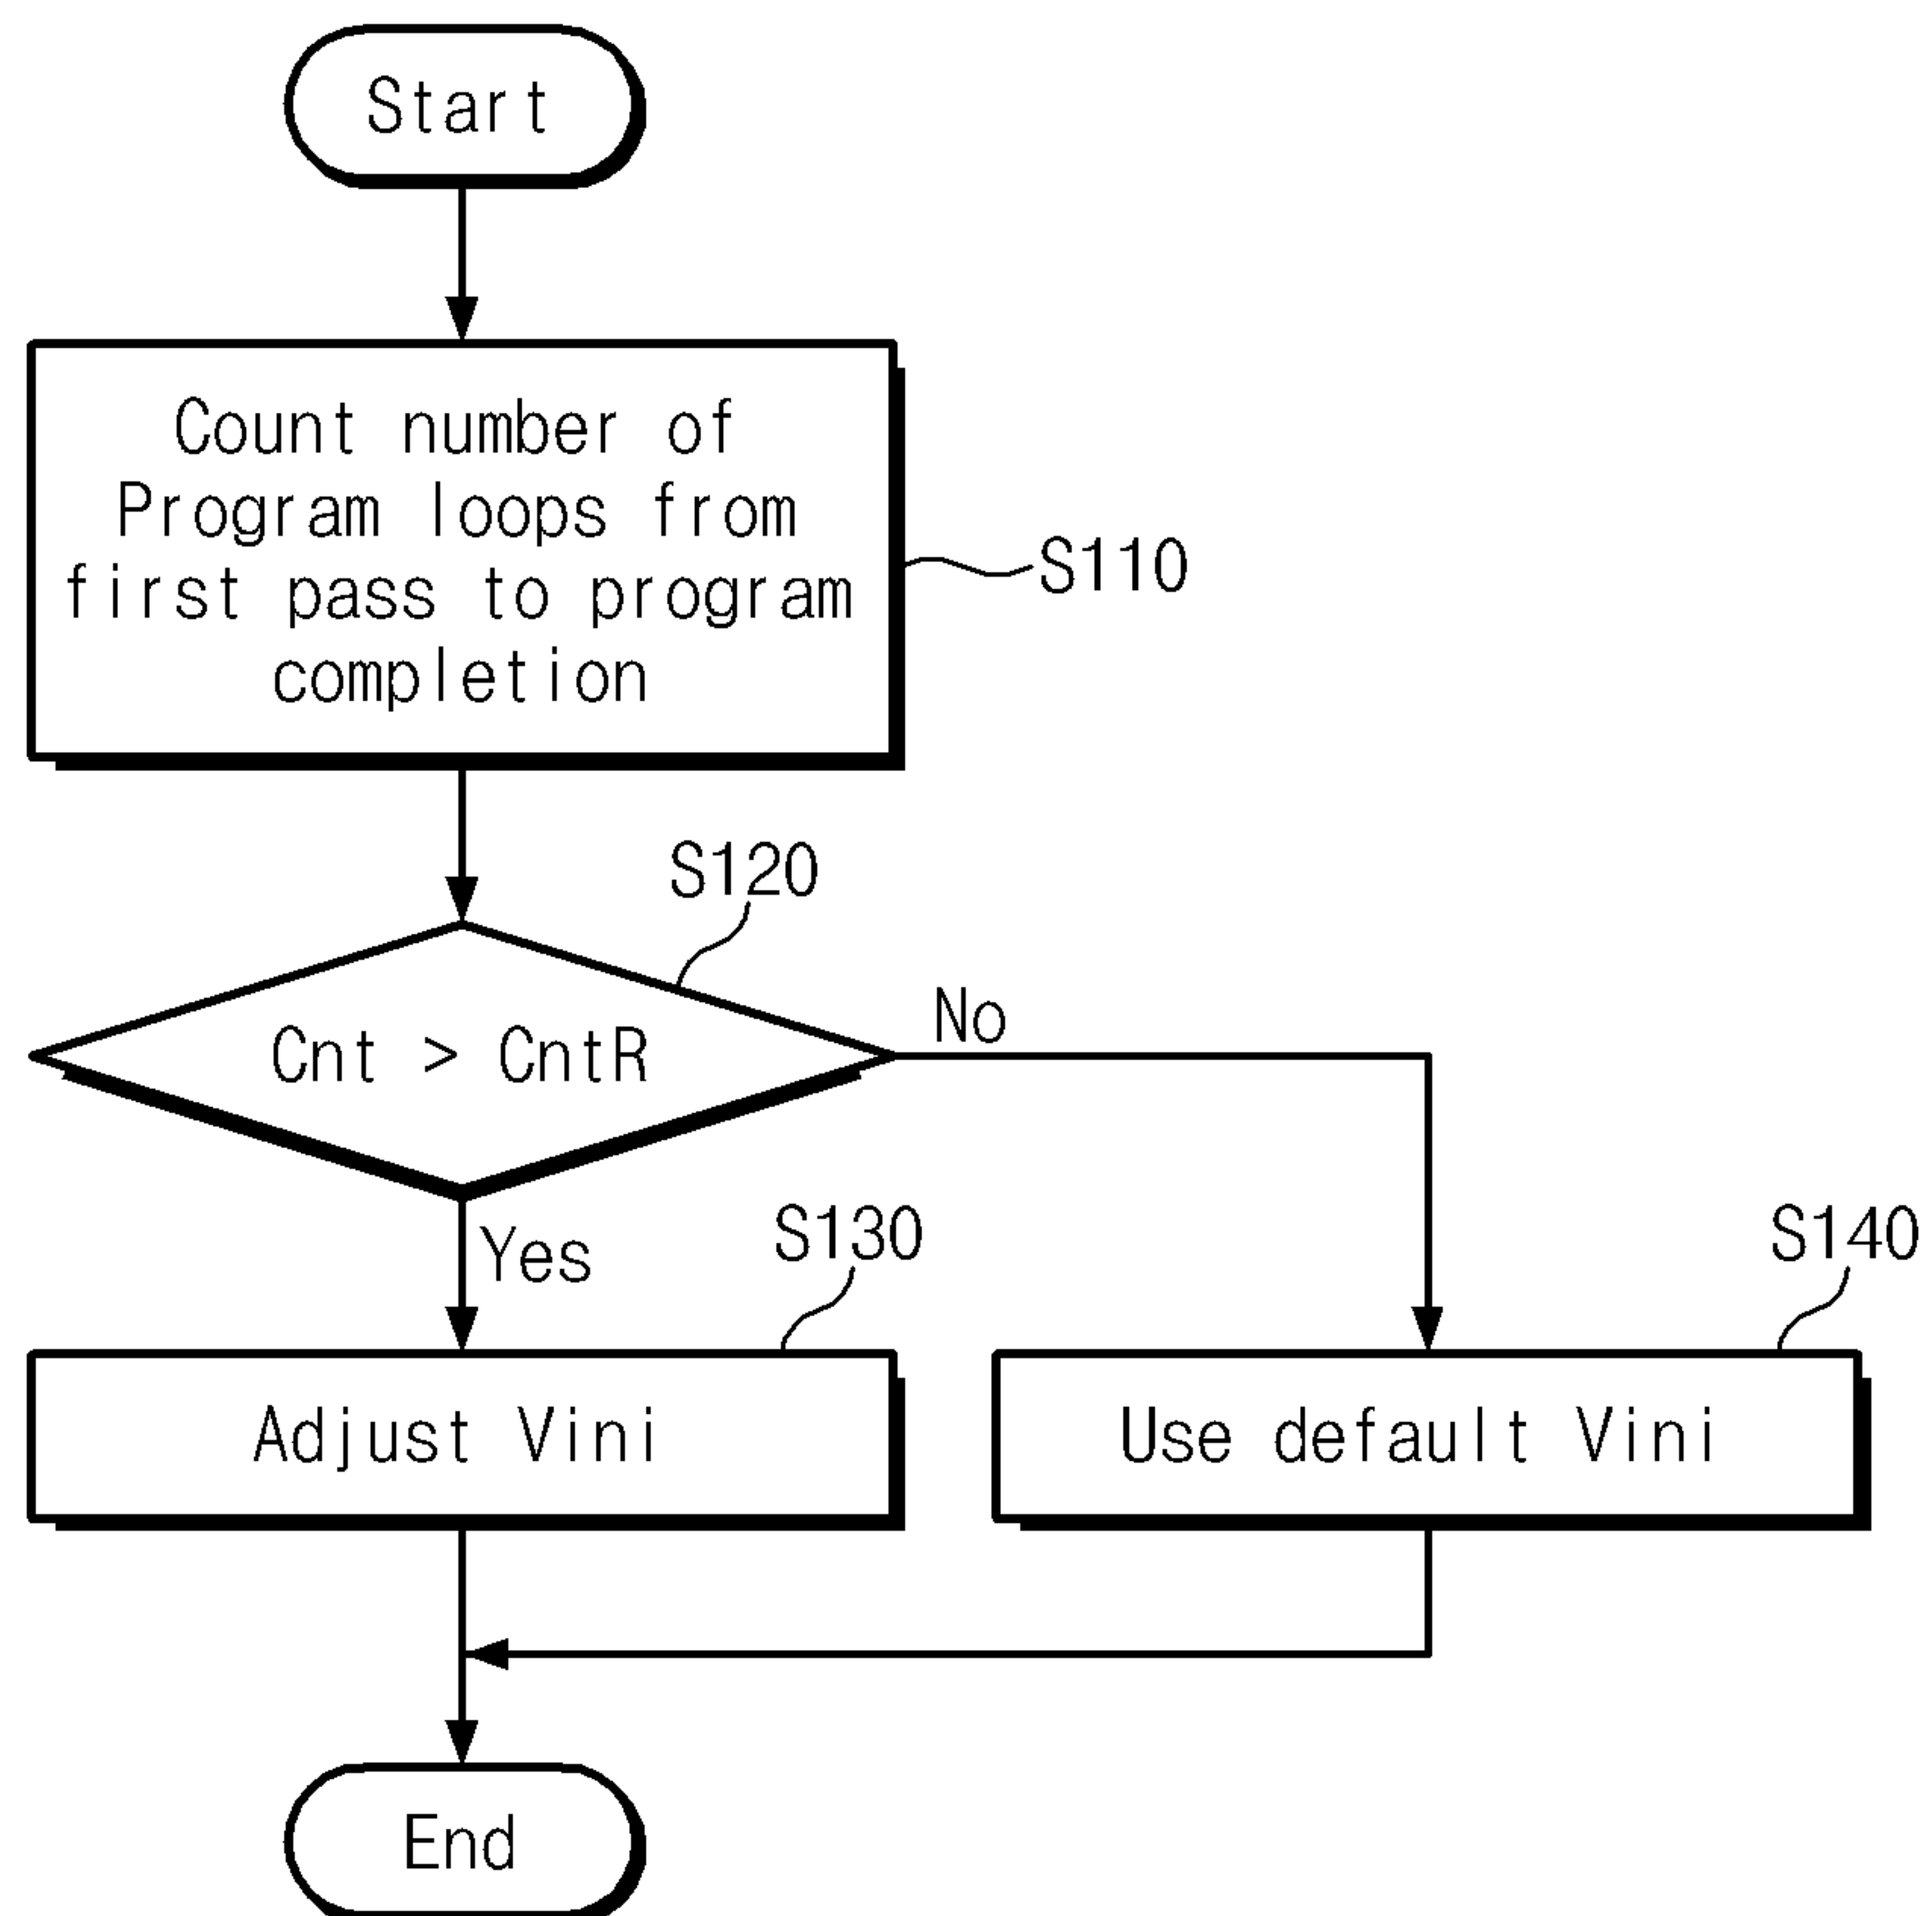 Start
Count number of
Program loops from
first pass to program
completion
S110
S120
Cnt > CntR
No
Yes
S130
S140
Adjust Vini
Use default Vini
End